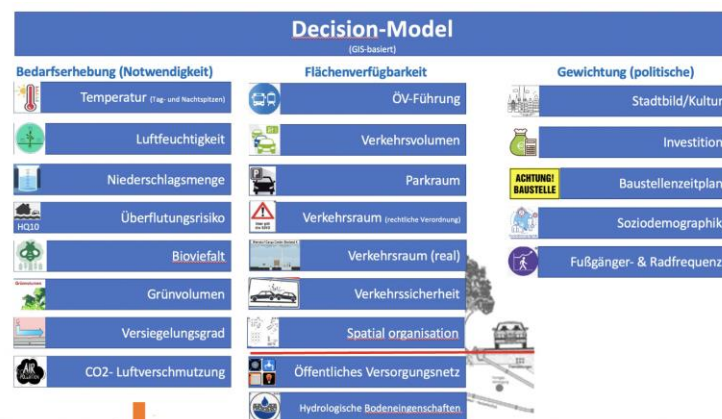 Decision-Model
(GIS-basiert)
Bedarfserhebung (Notwendigkeit)
Temperatur (Tag- und Nachtspitzen)
Luftfeuchtigkeit
Niederschlagsmenge
HQ10
Überflutungsrisiko
Bioviefalt
Grünvolumen
Grünvolumen
Versiegelungsgrad
AIR
POLLUTION
CO2- Luftverschmutzung
Flächenverfügbarkeit
ÖV-Führung
Verkehrsvolumen
P
Parkraum
Verkehrsraum (rechtliche Verordnung)
Verkehrsraum (real)
Verkehrssicherheit
Spatial organisation
Öffentliches Versorgungsnetz
Hydrologische Bodeneingenschaften
Gewichtung (politische)
Stadtbild/Kultur
Investition
ACHTUNG!
BAUSTELLE
Baustellenzeitplan
Soziodemographik
Fußgänger- & Radfrequenz